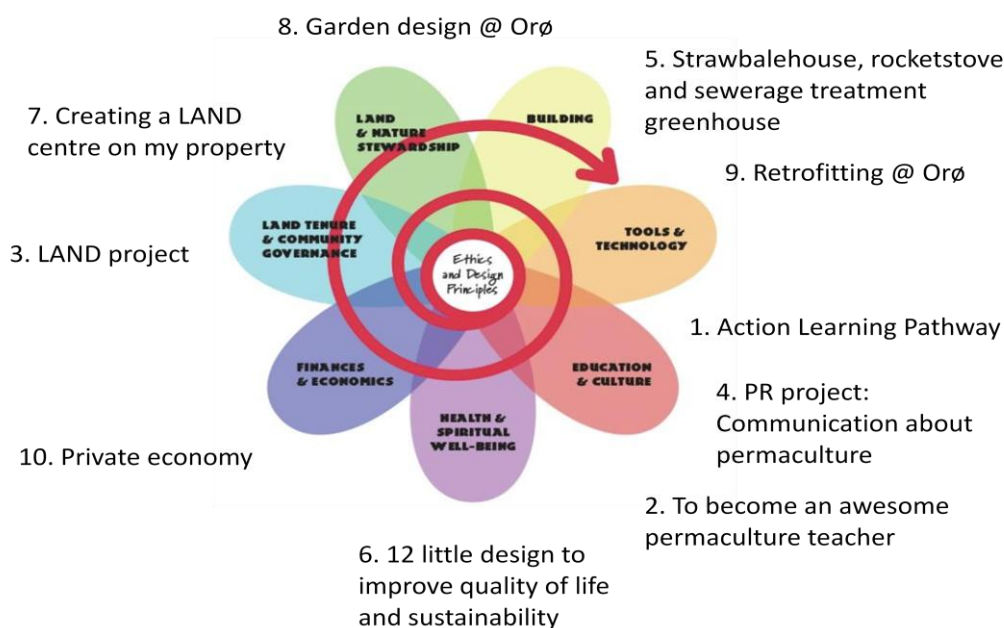 8. Garden design @ Orø
5. Strawbalehouse, rocketstove
and sewerage treatment
greenhouse
7. Creating a LAND
centre on my property
9. Retrofitting @ Orø
3. LAND project
1. Action Learning Pathway
4. PR project:
Communication about
permaculture
10. Private economy
2. To become an awesome
permaculture teacher
6. 12 little design to
improve quality of life
and sustainability
LAND
& NATURE
STEWARDSHIP
BUILDING
LAND TENURE
& COMMUNITY
GOVERNANCE
TOOLS &
TECHNOLOGY
Ethics
and Design
Principles
FINANCES
& ECONOMICS
EDUCATION
& CULTURE
HEALTH &
SPIRITUAL
WELL-BEING